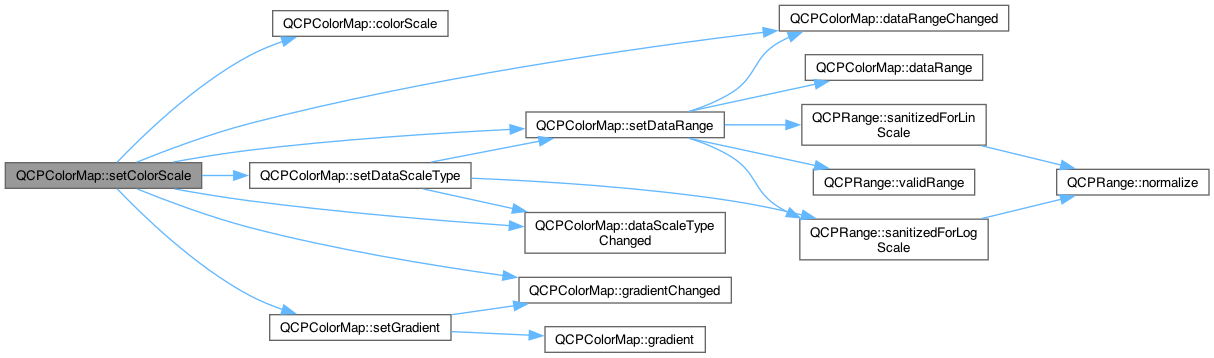 QCPColorMap::colorScale
QCPColorMap::dataRangeChanged
QCPColorMap::dataRange
QCPColorMap::setDataRange
QCPRange::sanitizedForLin
Scale
QCPColorMap::setColorScale
QCPColorMap::setDataScaleType
QCPRange::validRange
QCPRange::normalize
QCPColorMap::dataScaleType
Changed
QCPRange::sanitizedForLog
Scale
QCPColorMap::gradientChanged
QCPColorMap::setGradient
QCPColorMap::gradient